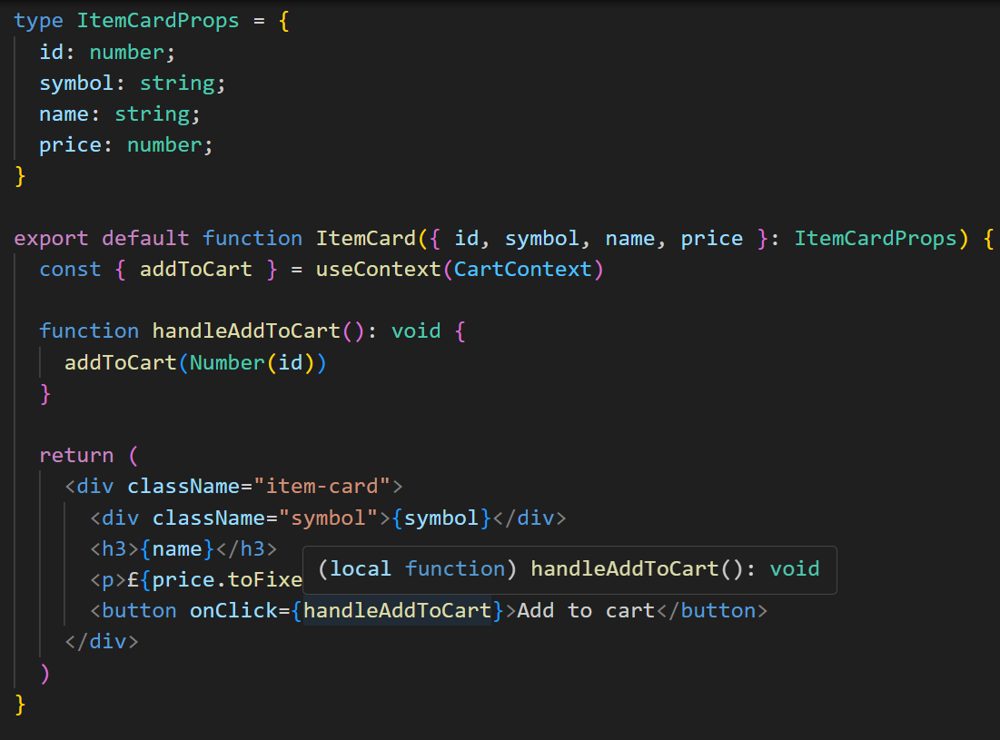 type ItemCardProps = {
id: number;
symbol: string;
name: string;
price: number;
}
export default function ItemCard({ id, symbol, name, price }: ItemCardProps) {
const { addToCart } = useContext(CartContext)
function handleAddToCart(): void {
addToCart(Number(id))
}
return (
<div className="item-card">
<div className="symbol">{symbol}</div>
<h3>{name}</h3>
(local function) handleAddToCart(): void
<p>£{price.toFixe
<button onClick={handleAddToCart}>Add to cart</button>
</div>
)
}